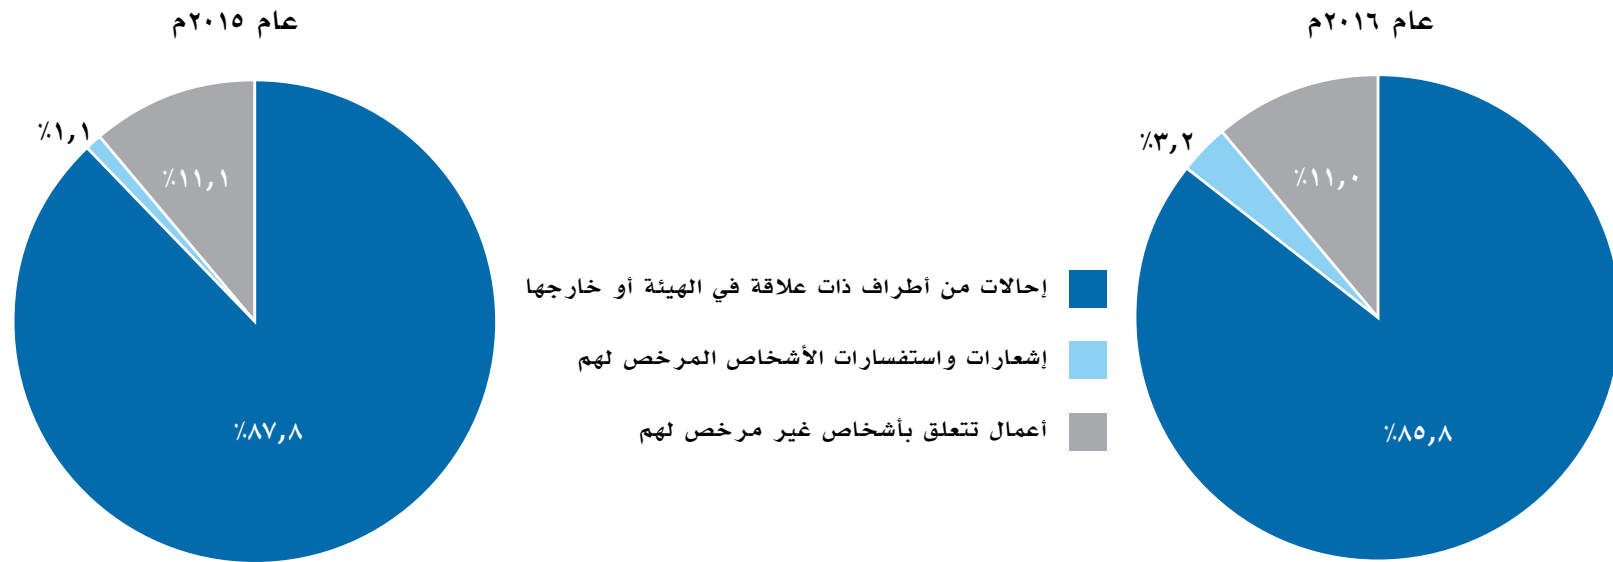 عام ٢٠١٦م
عام ٢٠١٥م
٪٣,٢
٪١١,٠
٪٨٥,٨
إحالات من أطراف ذات علاقة في الهيئة أو خارجها
إشعارات واستفسارات الأشخاص المرخص لهم
أعمال تتعلق بأشخاص غير مرخص لهم
٪١,١
٪١١,١
٪٨٧,٨